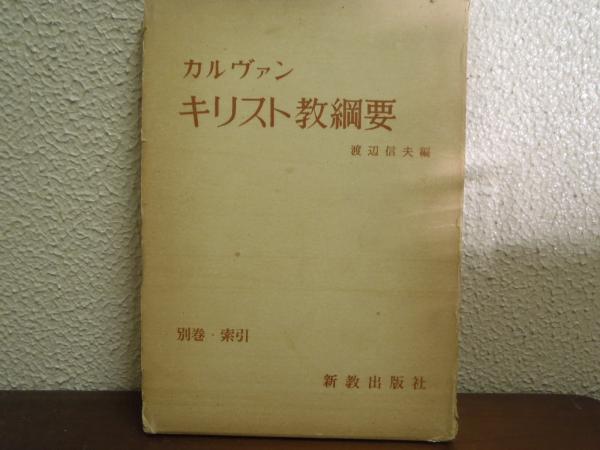 カルヴァン
キリスト教綱要
渡辺信夫編
別巻・索引
新教出版社